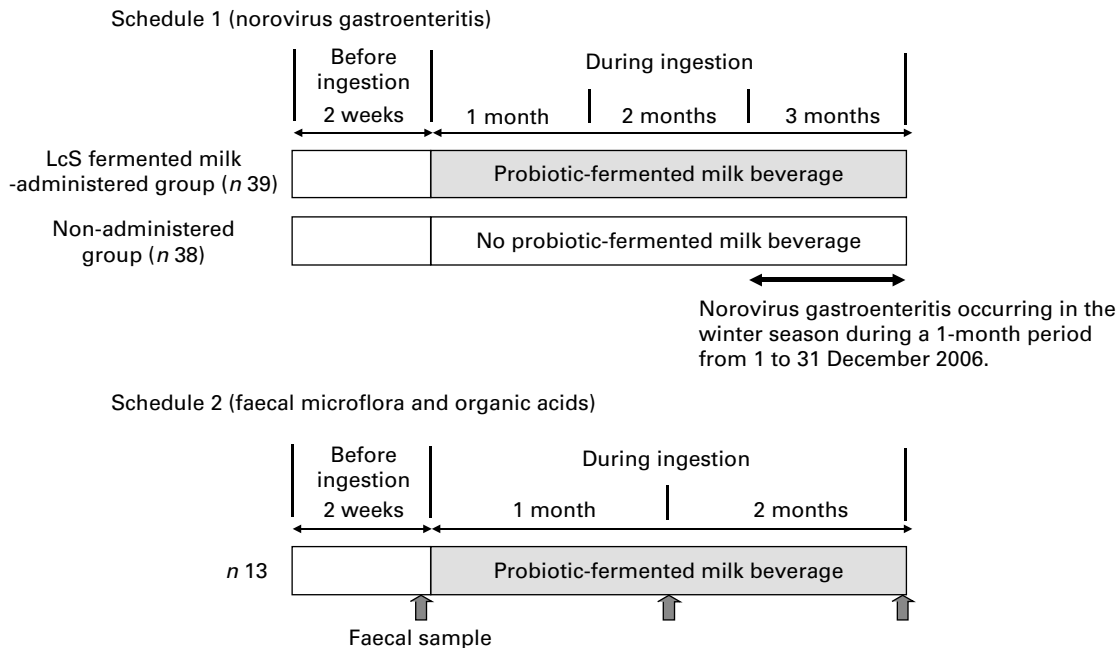 Schedule 1 (norovirus gastroenteritis)
Before
ingestion
During ingestion
2 weeks
1 month
2 months
3 months
LcS fermented milk
-administered group (n 39)
Probiotic-fermented milk beverage
Non-administered
group (n 38)
No probiotic-fermented milk beverage
Norovirus gastroenteritis occurring in the
winter season during a 1-month period
from 1 to 31 December 2006.
Schedule 2 (faecal microflora and organic acids)
Before
ingestion
During ingestion
2 weeks
1 month
2 months
n 13
Probiotic-fermented milk beverage
Faecal sample